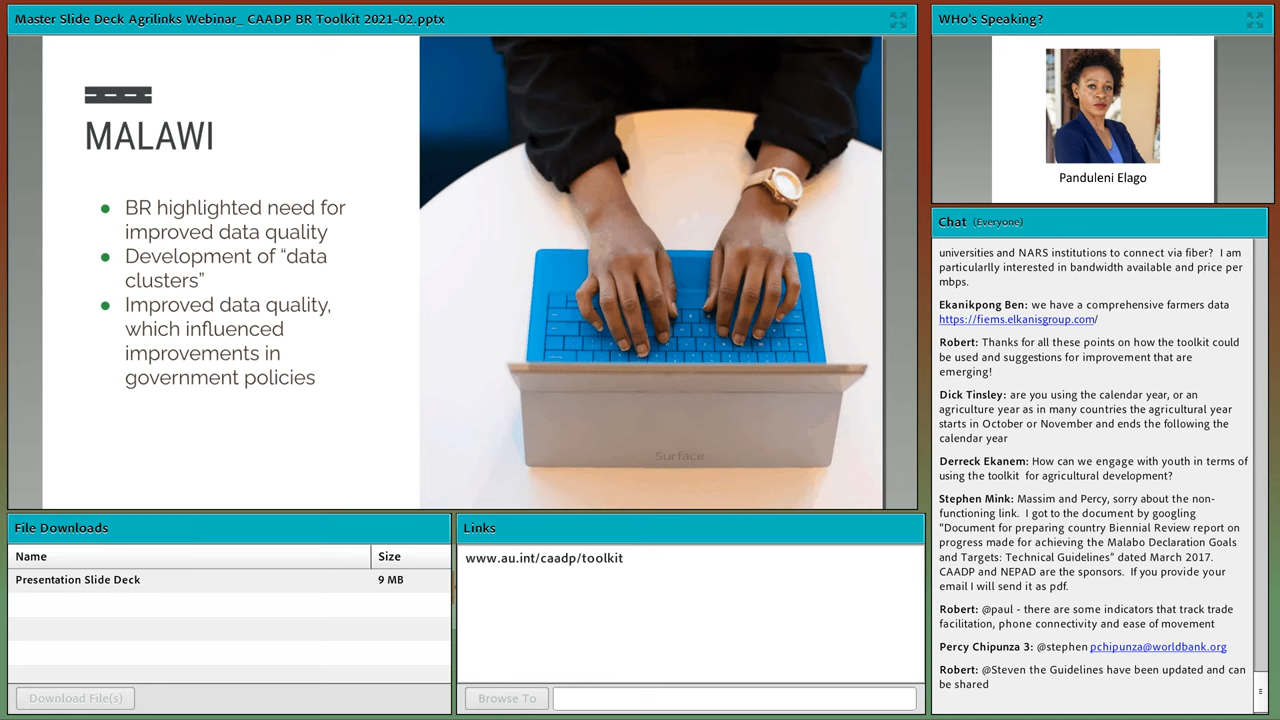 Master Slide Deck Agrilinks Webinar_ CAADP BR Toolkit 2021-02.pptx
MALAWI
● BR highlighted need for
improved data quality
● Development of “data
clusters”
● Improved data quality,
which influenced
improvements in
government policies
Surface
WHo's Speaking?
Panduleni Elago
Chat (Everyone)
universities and NARS institutions to connect via fiber? I am
particularlly interested in bandwidth available and price per
mbps.
Ekanikpong Ben: we have a comprehensive farmers data
https://fiems.elkanisgroup.com/
Robert: Thanks for all these points on how the toolkit could
be used and suggestions for improvement that are
emerging!
Dick Tinsley: are you using the calendar year, or an
agriculture year as in many countries the agricultural year
starts in October or November and ends the following the
calendar year
Derreck Ekanem: How can we engage with youth in terms of
using the toolkit for agricultural development?
Stephen Mink: Massim and Percy, sorry about the non-
functioning link. I got to the document by googling
"Document for preparing country Biennial Review report on
progress made for achieving the Malabo Declaration Goals
and Targets: Technical Guidelines" dated March 2017.
CAADP and NEPAD are the sponsors. If you provide your
email I will send it as pdf.
Robert: @paul - there are some indicators that track trade
facilitation, phone connectivity and ease of movement
Percy Chipunza 3: @stephen pchipunza@worldbank.org
Robert: @Steven the Guidelines have been updated and can
be shared
File Downloads
Name Size
Presentation Slide Deck 9 MB
Download File(s)
Links
www.au.int/caadp/toolkit
Browse To